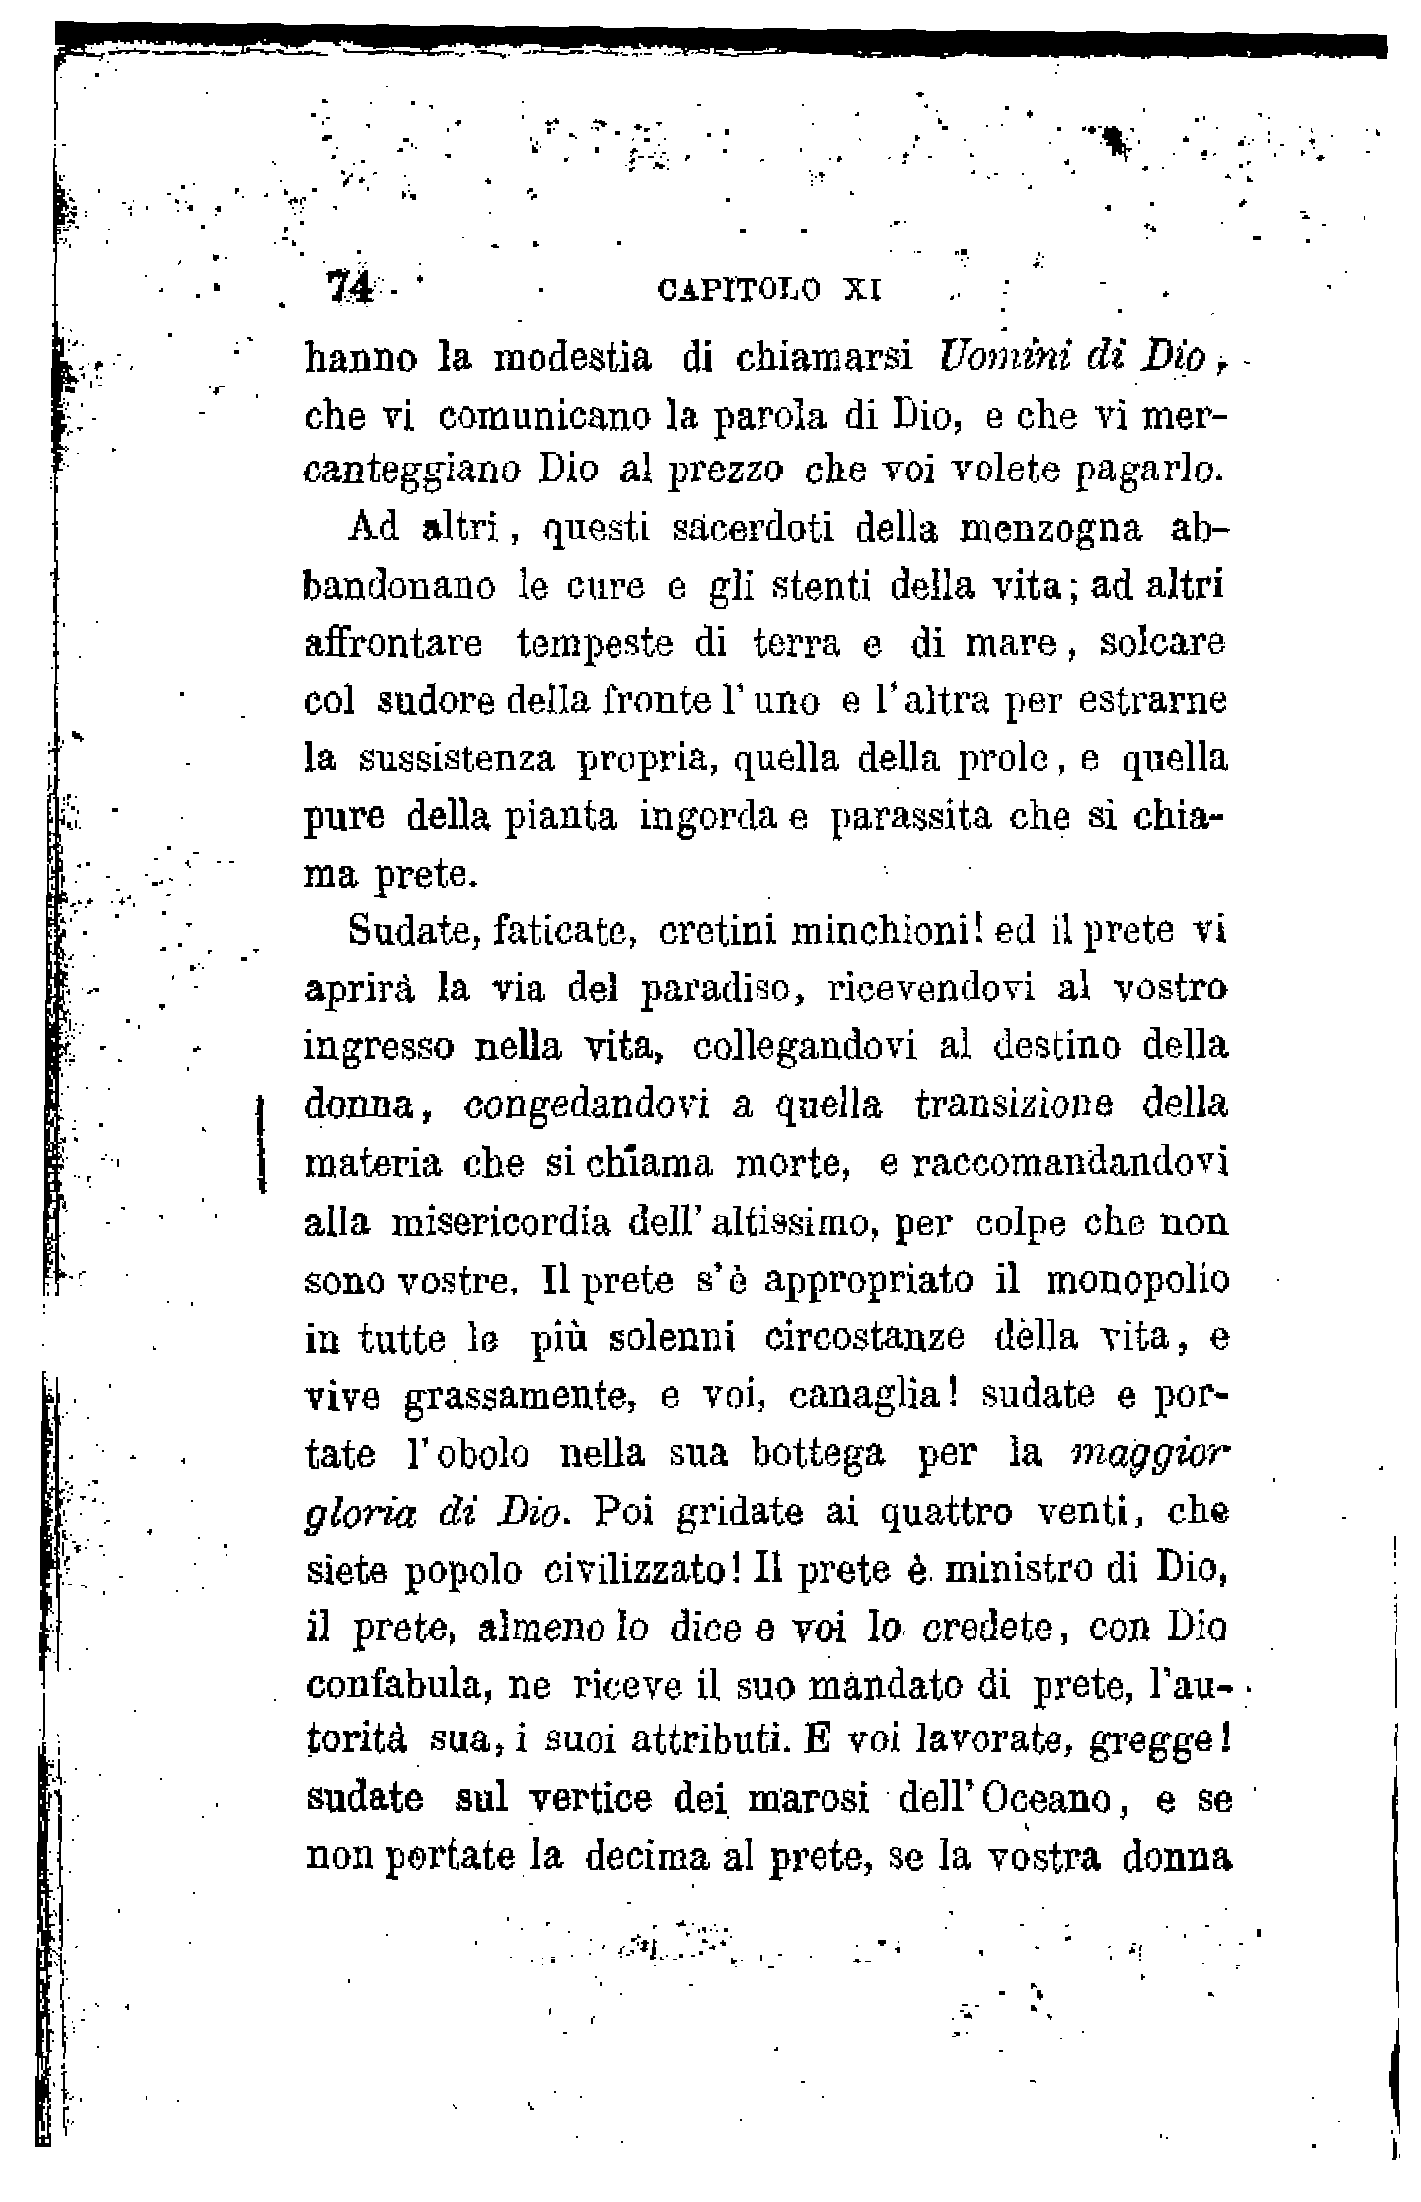 74 CAPITOLO XI
hanno la modestia di chiamarsi Uomini di Dio,
che vi comunicano la parola di Dio, e che vi mer-
canteggiano Dio al prezzo che voi volete pagarlo.
Ad altri, questi sacerdoti della menzogna ab-
bandonano le cure e gli stenti della vita; ad altri
affrontare tempeste di terra e di mare, solcare
col sudore della fronte l'uno e l'altra per estrarne
la sussistenza propria, quella della prole, e quella
pure della pianta ingorda e parassita che si chia-
ma prete.
Sudate, faticate, cretini minchioni! ed il prete vi
aprirà la via del paradiso, ricevendovi al vostro
ingresso nella vita, collegandovi al destino della
donna, congedandovi a quella transizione della
materia che si chiama morte, e raccomandandovi
alla misericordia dell'altissimo, per colpe che non
sono vostre. Il prete s'è appropriato il monopolio
in tutte le più solenni circostanze della vita, e
vive grassamente, e voi, canaglia! sudate e por-
tate l'obolo nella sua bottega per la maggior
gloria di Dio. Poi gridate ai quattro venti, che
siete popolo civilizzato! Il prete è ministro di Dio,
il prete, almeno lo dice e voi lo credete, con Dio
confabula, ne riceve il suo mandato di prete, l'au-
torità sua, i suoi attributi. E voi lavorate, gregge!
sudate sul vertice dei marosi dell'Oceano, e se
non portate la decima al prete, se la vostra donna